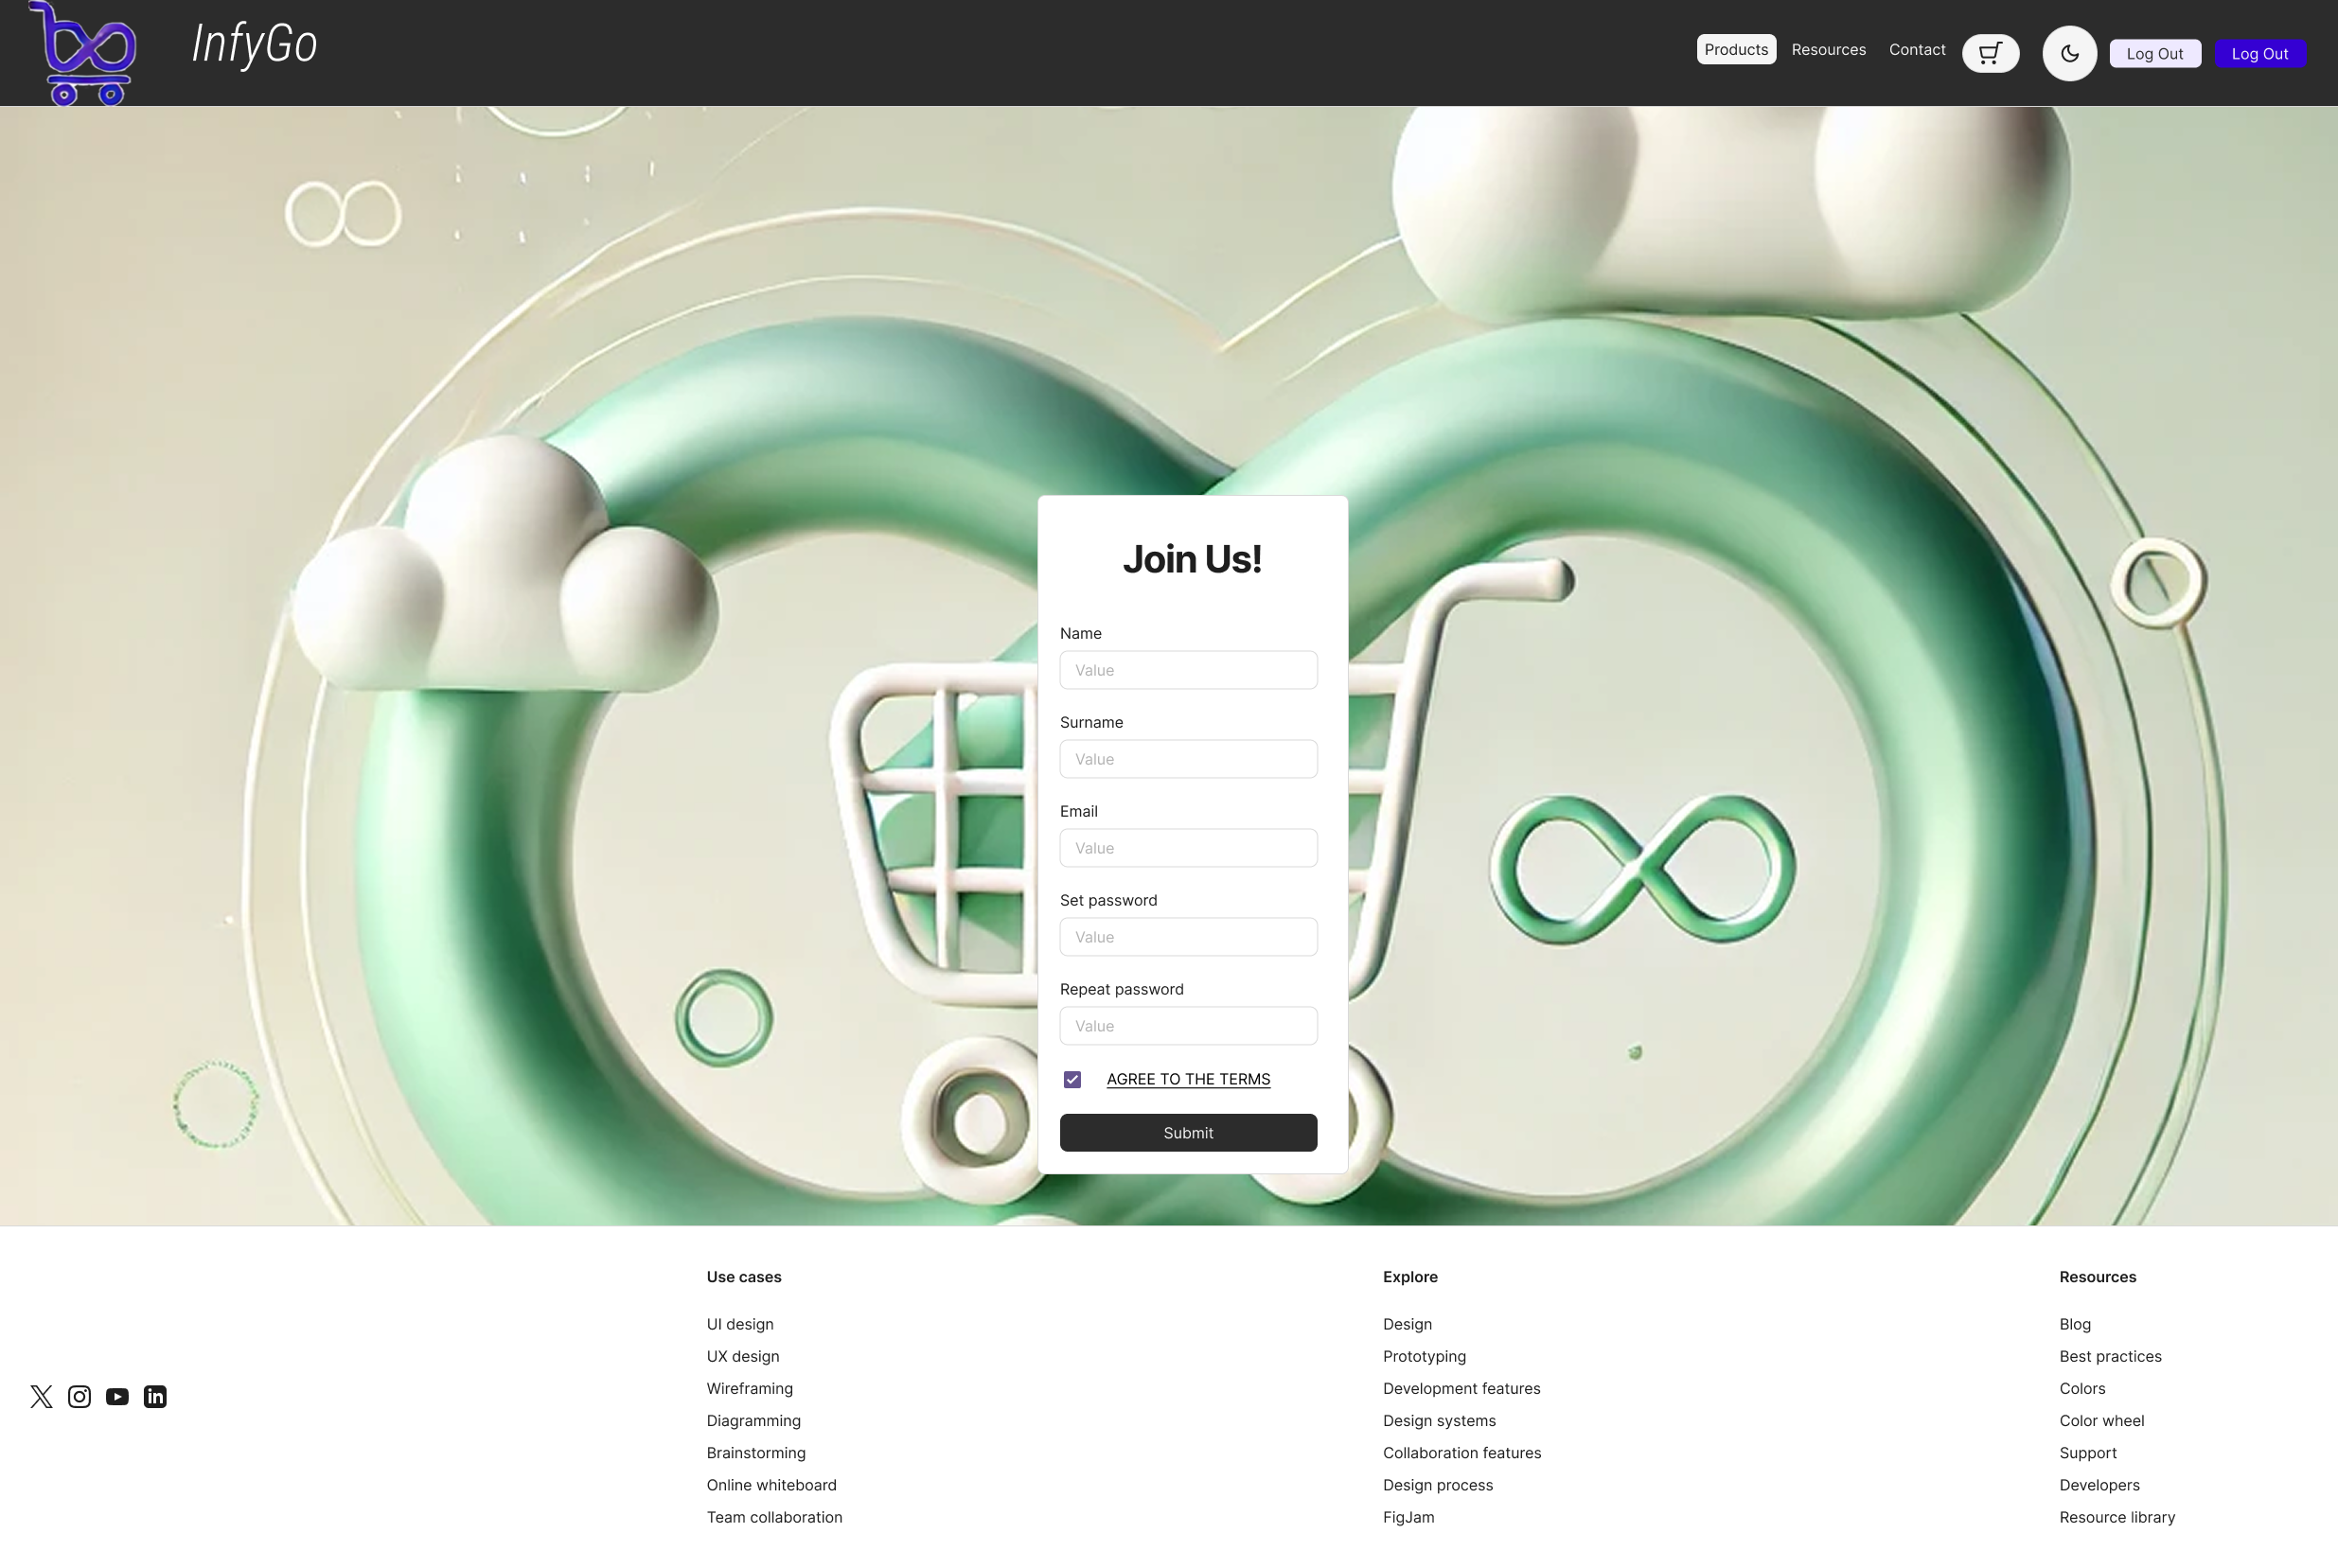 InfyGo
Products Resources Contact Log Out Log Out
Join Us!
Name
Value
Surname
Value
Email
Value
Set password
Value
Repeat password
Value
AGREE TO THE TERMS
Submit
Use cases
UI design
UX design
Wireframing
Diagramming
Brainstorming
Online whiteboard
Team collaboration
Explore
Design
Prototyping
Development features
Design systems
Collaboration features
Design process
FigJam
Resources
Blog
Best practices
Colors
Color wheel
Support
Developers
Resource library